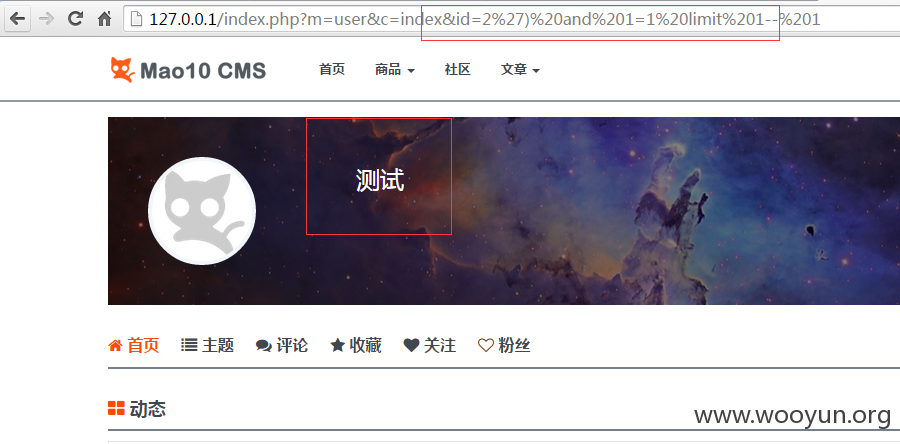 127.0.0.1/index.php?m=user&c=index&id=2%27)%20and%201=1%20limit%201--%201
Mao10 CMS 首页 商品 社区 文章
测试
首页 主题 评论 收藏 关注 粉丝
动态
www.wooyun.org